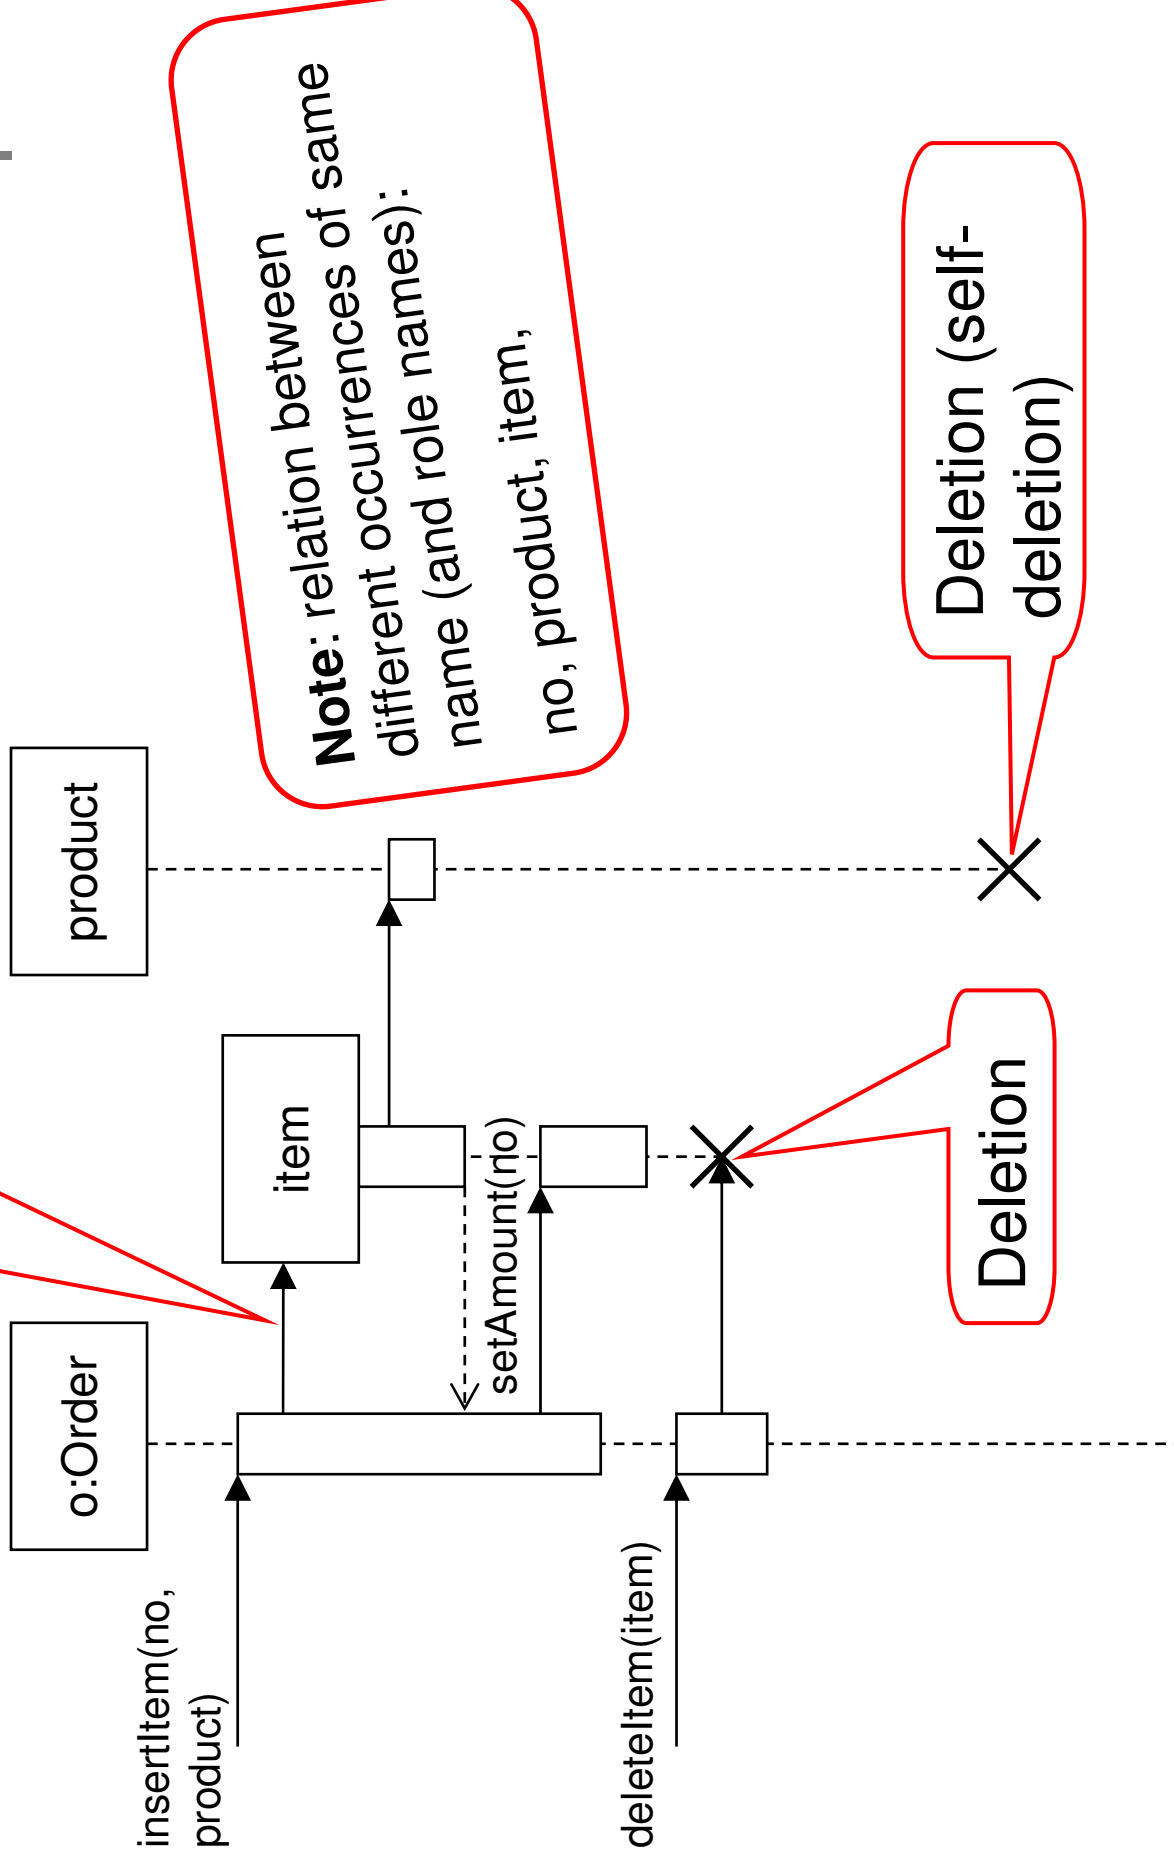 o:Order
product
item
insertItem(no,
product)
setAmount(no)
deleteItem(item)
Note: relation between
different occurrences of same
name (and role names):
no, product, item,
Deletion
Deletion (self-
deletion)